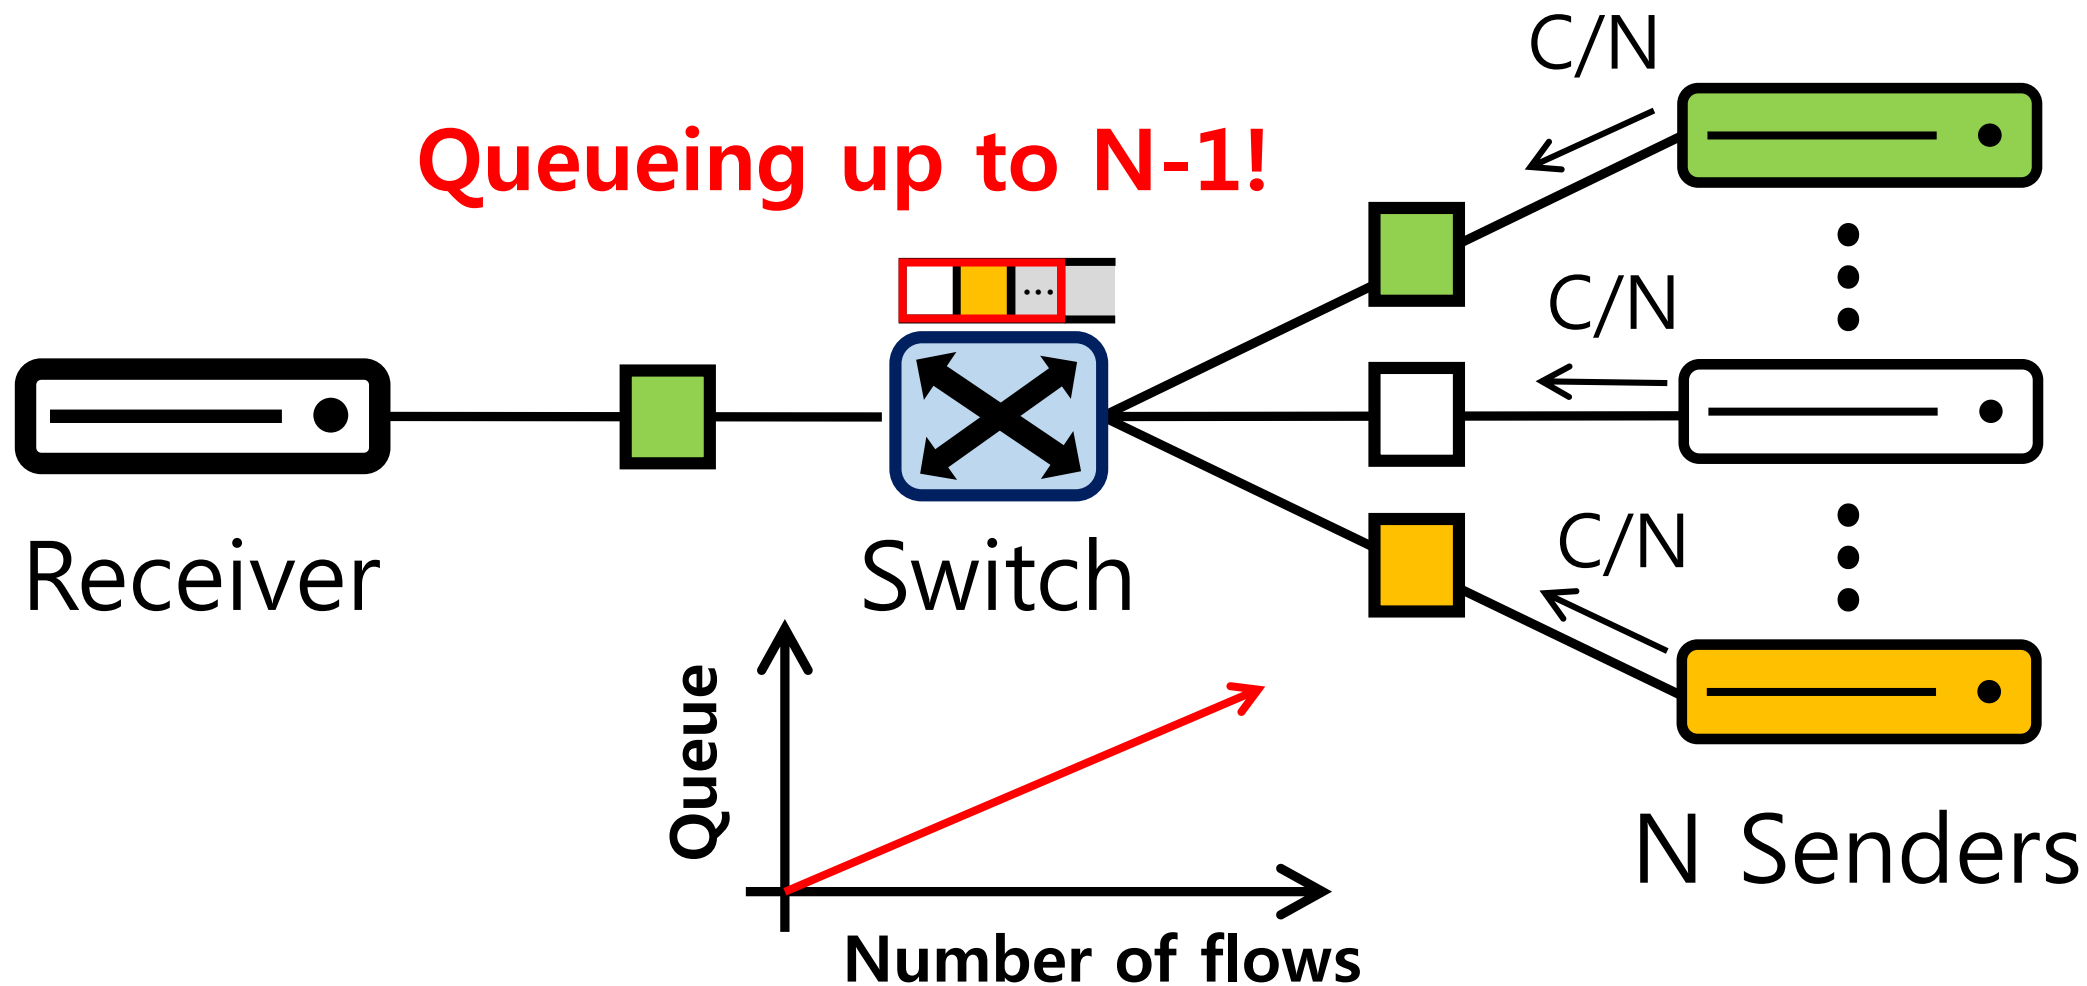 C/N
Queueing up to N-1!
C/N
...
C/N
Receiver
Switch
Queue
N Senders
Number of flows